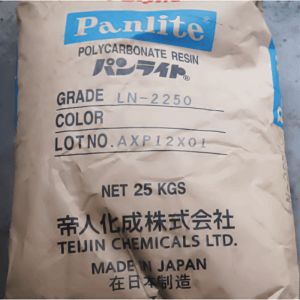 Panlite
POLYCARBONATE RESIN
パンライト®
GRADE LN-2250
COLOR
LOT NO. AXP12X01
NET 25 KGS
帝人化成株式会社
TEIJIN CHEMICALS LTD.
MADE IN JAPAN
在日本制造